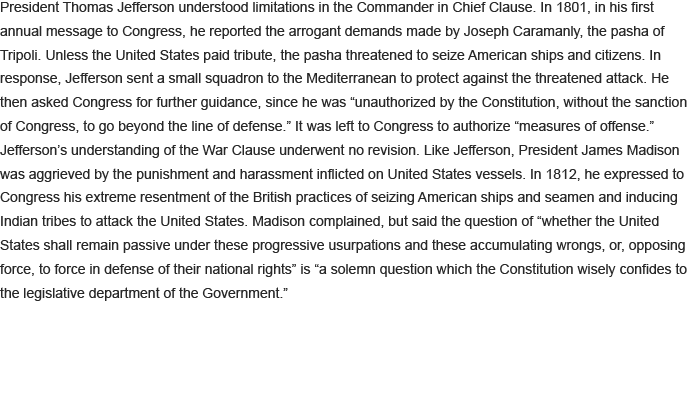 President Thomas Jefferson understood limitations in the Commander in Chief Clause. In 1801, in his first
annual message to Congress, he reported the arrogant demands made by Joseph Caramanly, the pasha of
Tripoli. Unless the United States paid tribute, the pasha threatened to seize American ships and citizens. In
response, Jefferson sent a small squadron to the Mediterranean to protect against the threatened attack. He
then asked Congress for further guidance, since he was “unauthorized by the Constitution, without the sanction
of Congress, to go beyond the line of defense.” It was left to Congress to authorize “measures of offense.”
Jefferson’s understanding of the War Clause underwent no revision. Like Jefferson, President James Madison
was aggrieved by the punishment and harassment inflicted on United States vessels. In 1812, he expressed to
Congress his extreme resentment of the British practices of seizing American ships and seamen and inducing
Indian tribes to attack the United States. Madison complained, but said the question of “whether the United
States shall remain passive under these progressive usurpations and these accumulating wrongs, or, opposing
force, to force in defense of their national rights” is “a solemn question which the Constitution wisely confides to
the legislative department of the Government.”